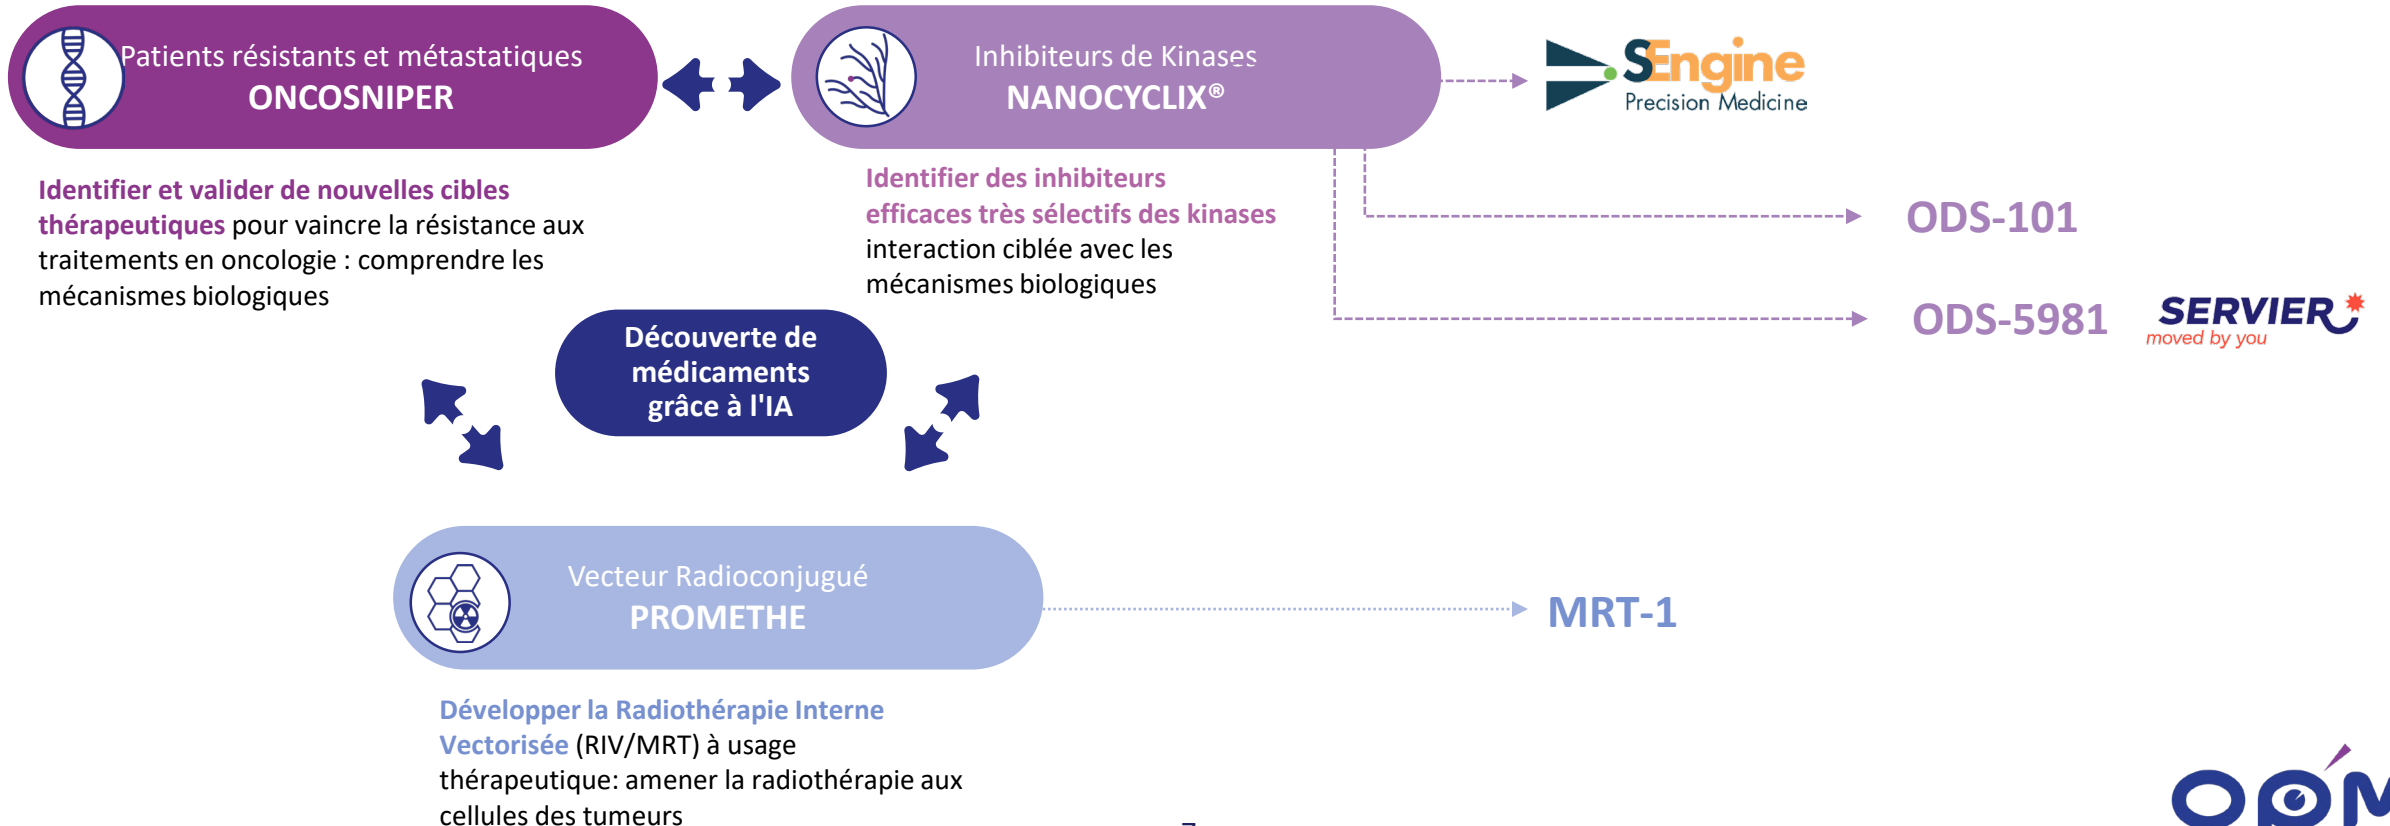 Patients résistants et métastatiques
ONCOSNIPER
Inhibiteurs de Kinases
NANOCYCLIX®
SEngine
Precision Medicine
Identifier et valider de nouvelles cibles
thérapeutiques pour vaincre la résistance aux
traitements en oncologie : comprendre les
mécanismes biologiques
Identifier des inhibiteurs
efficaces très sélectifs des kinases
interaction ciblée avec les
mécanismes biologiques
ODS-101
ODS-5981
SERVIER
moved by you
Découverte de
médicaments
grâce à l'IA
Vecteur Radioconjugué
PROMETHE
MRT-1
Développer la Radiothérapie Interne
Vectorisée (RIV/MRT) à usage
thérapeutique: amener la radiothérapie aux
cellules des tumeurs
OPM